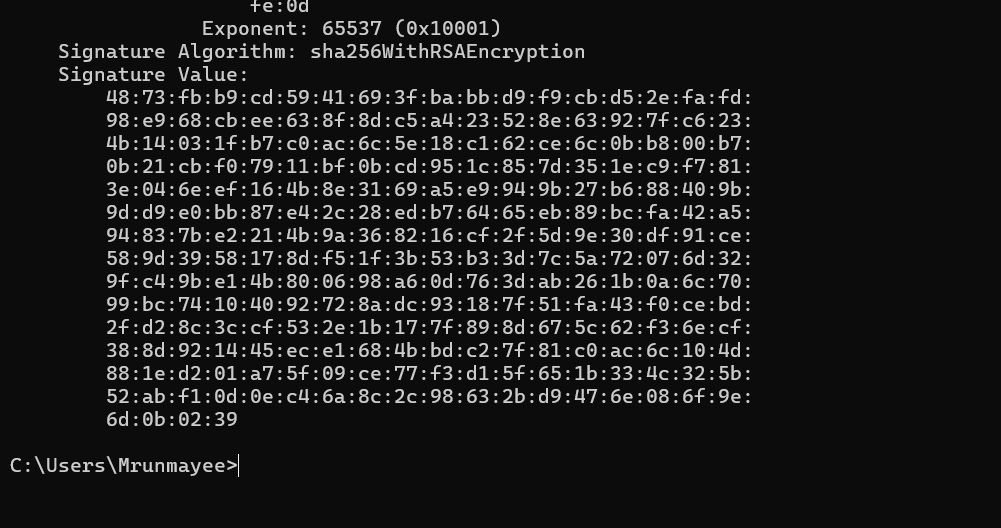 fe:0d
Exponent: 65537 (0x10001)
Signature Algorithm: sha256WithRSAEncryption
Signature Value:
48:73:fb:b9:cd:59:41:69:3f:ba:bb:d9:f9:cb:d5:2e:fa:fd:
98:e9:68:cb:ee:63:8f:8d:c5:a4:23:52:8e:63:92:7f:c6:23:
4b:14:03:1f:b7:c0:ac:6c:5e:18:c1:62:ce:6c:0b:b8:00:b7:
0b:21:cb:f0:79:11:bf:0b:cd:95:1c:85:7d:35:1e:c9:f7:81:
3e:04:6e:ef:16:4b:8e:31:69:a5:e9:94:9b:27:b6:88:40:9b:
9d:d9:e0:bb:87:e4:2c:28:ed:b7:64:65:eb:89:bc:fa:42:a5:
94:83:7b:e2:21:4b:9a:36:82:16:cf:2f:5d:9e:30:df:91:ce:
58:9d:39:58:17:8d:f5:1f:3b:53:b3:3d:7c:5a:72:07:6d:32:
9f:c4:9b:e1:4b:80:06:98:a6:0d:76:3d:ab:26:1b:0a:6c:70:
99:bc:74:10:40:92:72:8a:dc:93:18:7f:51:fa:43:f0:ce:bd:
2f:d2:8c:3c:cf:53:2e:1b:17:7f:89:8d:67:5c:62:f3:6e:cf:
38:8d:92:14:45:ec:e1:68:4b:bd:c2:7f:81:c0:ac:6c:10:4d:
88:1e:d2:01:a7:5f:09:ce:77:f3:d1:5f:65:1b:33:4c:32:5b:
52:ab:f1:0d:0e:c4:6a:8c:2c:98:63:2b:d9:47:6e:08:6f:9e:
6d:0b:02:39
C:\Users\Mrunmayee>